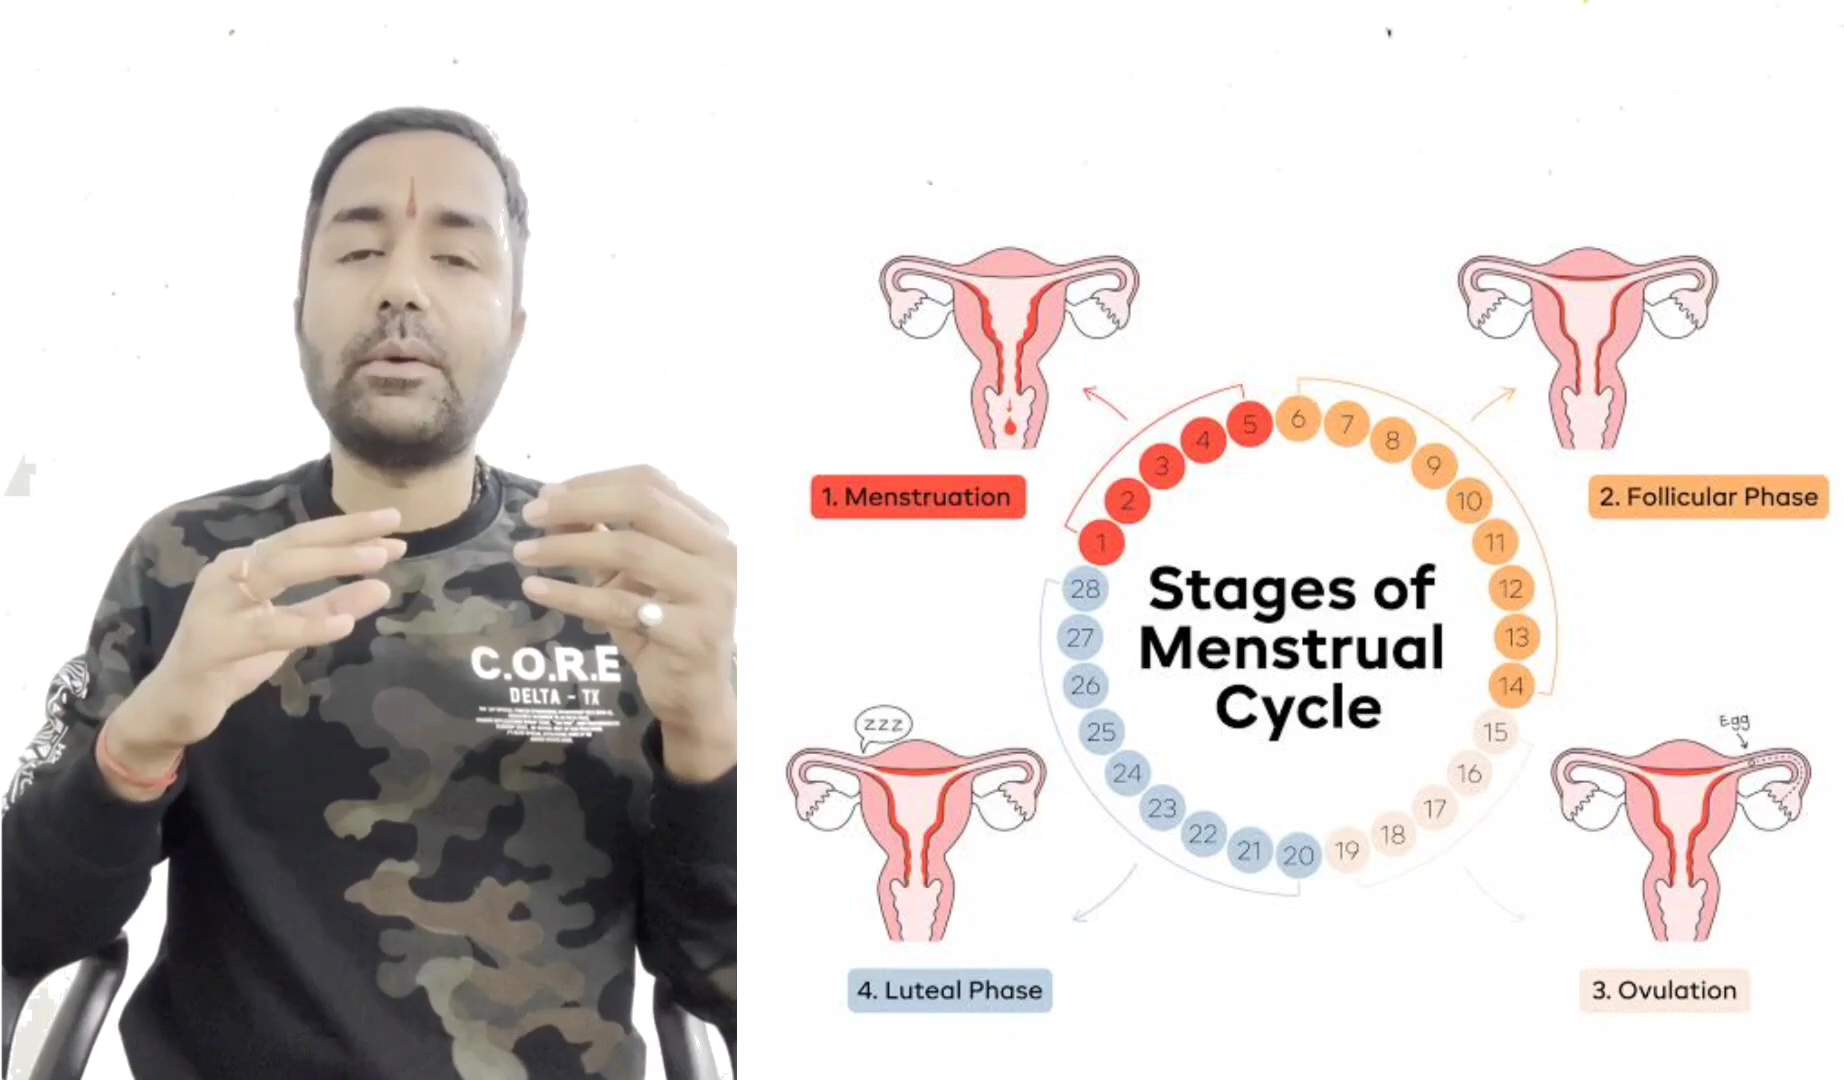 C.O.R.E
DELTA - TX
1. Menstruation
2. Follicular Phase
1
2
3
4
5
6
7
8
9
10
11
12
13
14
15
16
17
18
19
20
21
22
23
24
25
26
27
28
Stages of
Menstrual
Cycle
zzz
Egg
4. Luteal Phase
3. Ovulation